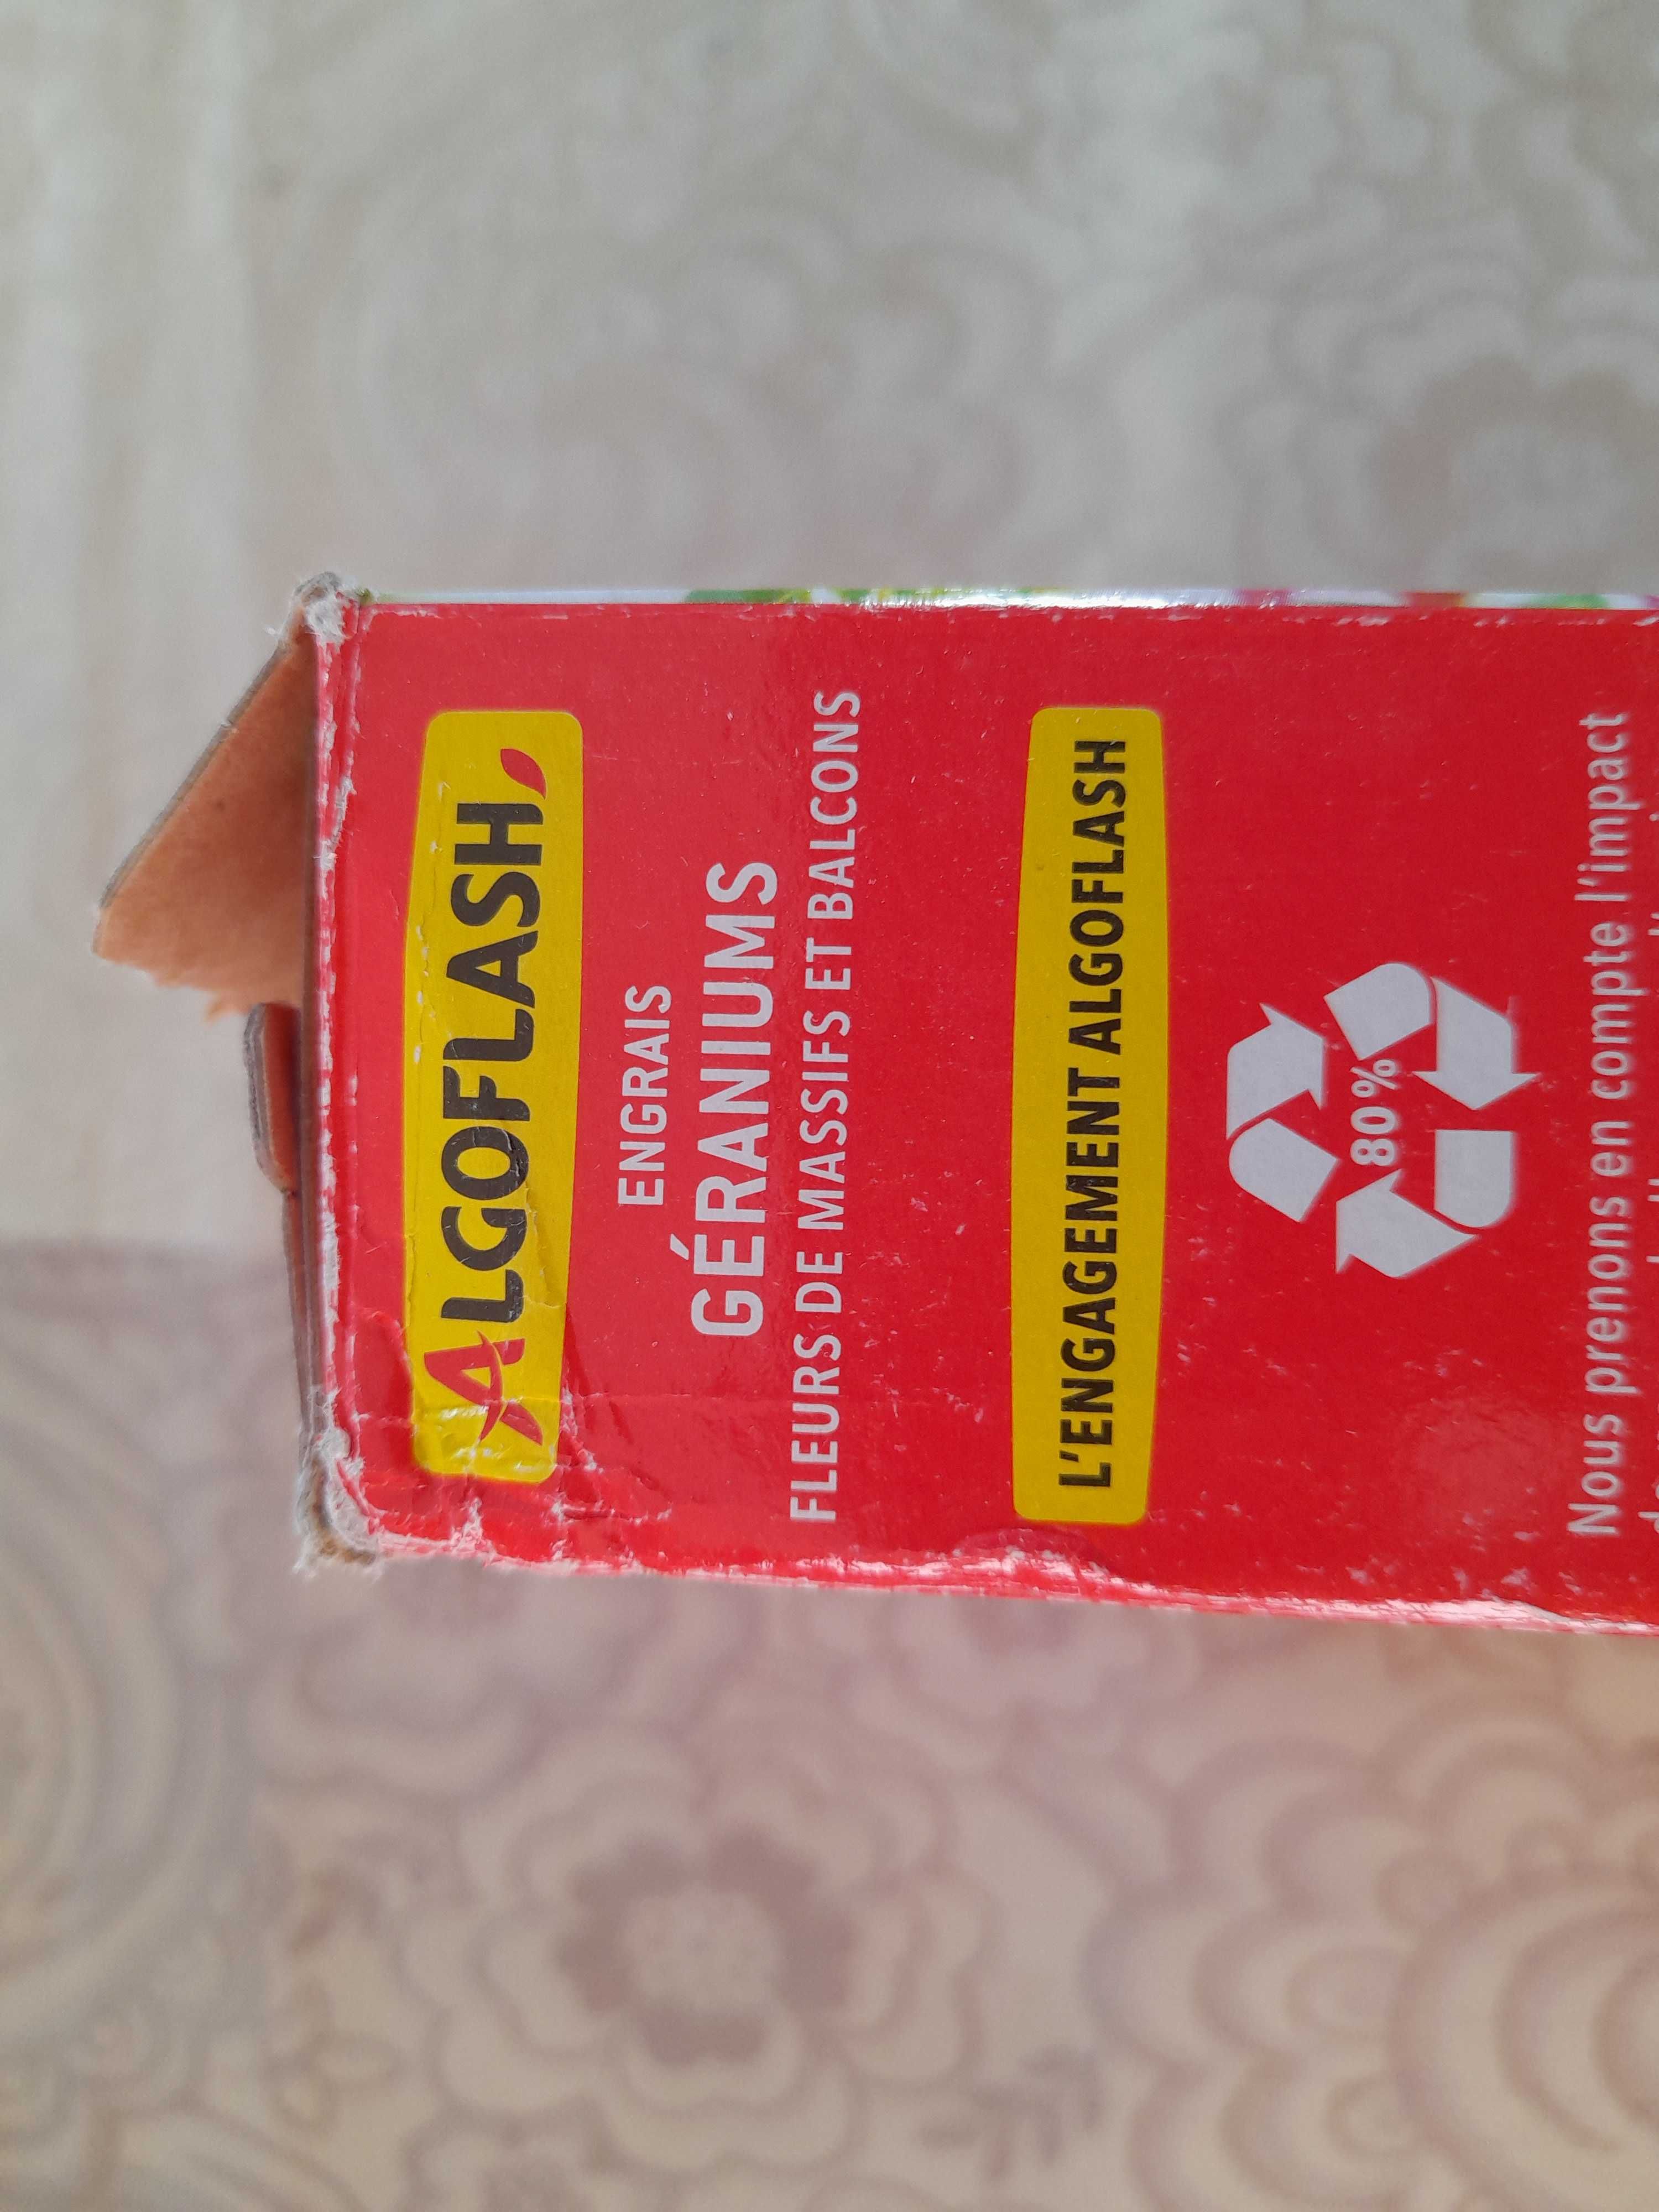 ALGOFLASH
ENGRAIS
GÉRANIUMS
FLEURS DE MASSIFS ET BALCONS
L'ENGAGEMENT ALGOFLASH
80%
Nous prenons en compte l'impact